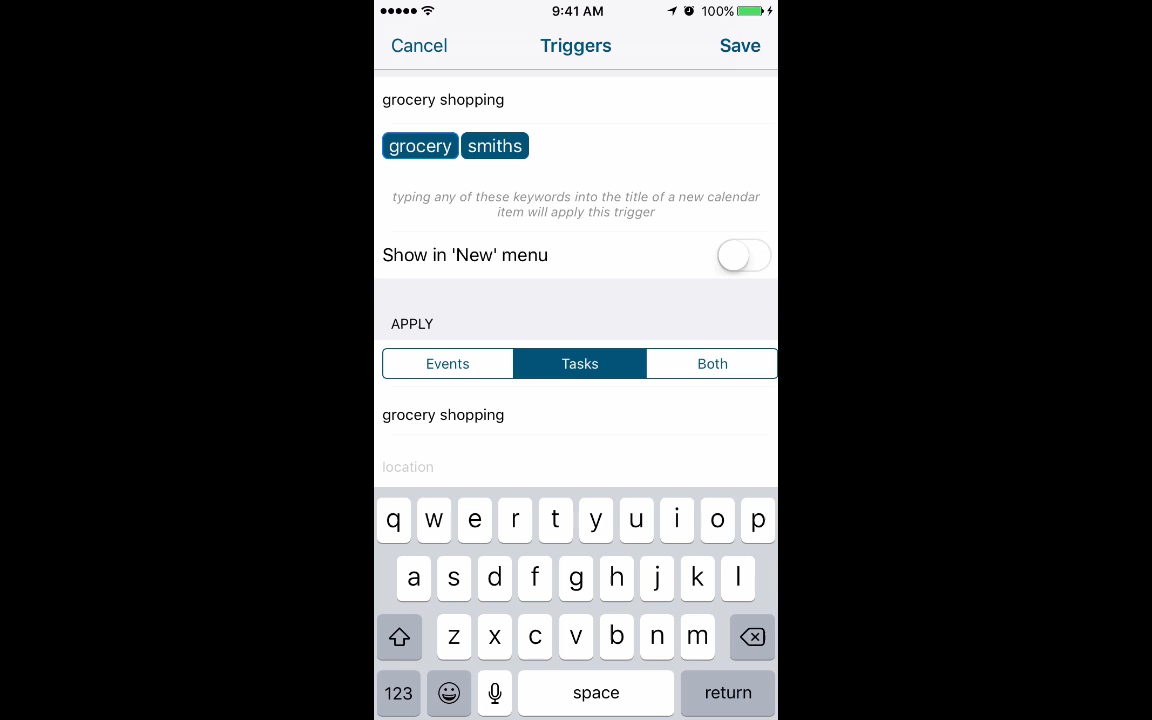 9:41 AM 100%
Cancel Triggers Save
grocery shopping
grocery smiths
typing any of these keywords into the title of a new calendar
item will apply this trigger
Show in 'New' menu
APPLY
Events Tasks Both
grocery shopping
location
q w e r t y u i o p
a s d f g h j k l
z x c v b n m
123 space return